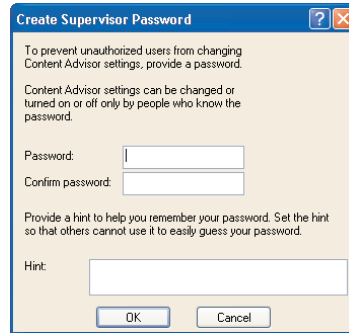 Create Supervisor Password
To prevent unauthorized users from changing
Content Advisor settings, provide a password.
Content Advisor settings can be changed or
turned on or off only by people who know the
password.
Password:
Confirm password:
Provide a hint to help you remember your password. Set the hint
so that others cannot use it to easily guess your password.
Hint:
OK Cancel